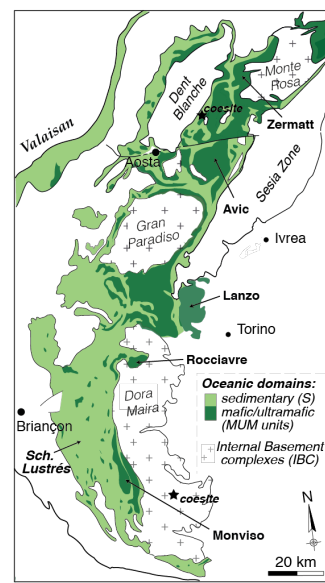 Monte
Rosa
Dent
Blanche
coesite
Zermatt
Valaisan
Aosta
Sesia Zone
Avic
Gran
Paradiso
Ivrea
Lanzo
Torino
Rocciavre
Oceanic domains:
sedimentary (S)
mafic/ultramafic
(MUM units)
Internal Basement
complexes (IBC)
Dora
Maira
Briançon
Sch.
Lustrés
coesite
N
Monviso
20 km